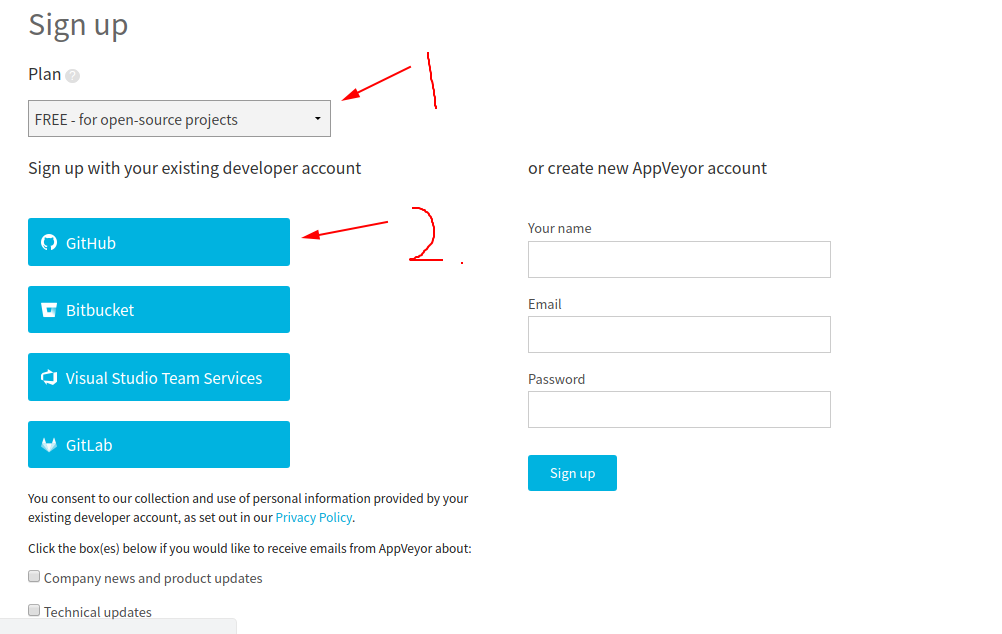 Sign up
Plan ?
1
FREE - for open-source projects
Sign up with your existing developer account
GitHub
2.
Bitbucket
Visual Studio Team Services
GitLab
You consent to our collection and use of personal information provided by your
existing developer account, as set out in our Privacy Policy.
Click the box(es) below if you would like to receive emails from AppVeyor about:
Company news and product updates
Technical updates
or create new AppVeyor account
Your name
Email
Password
Sign up